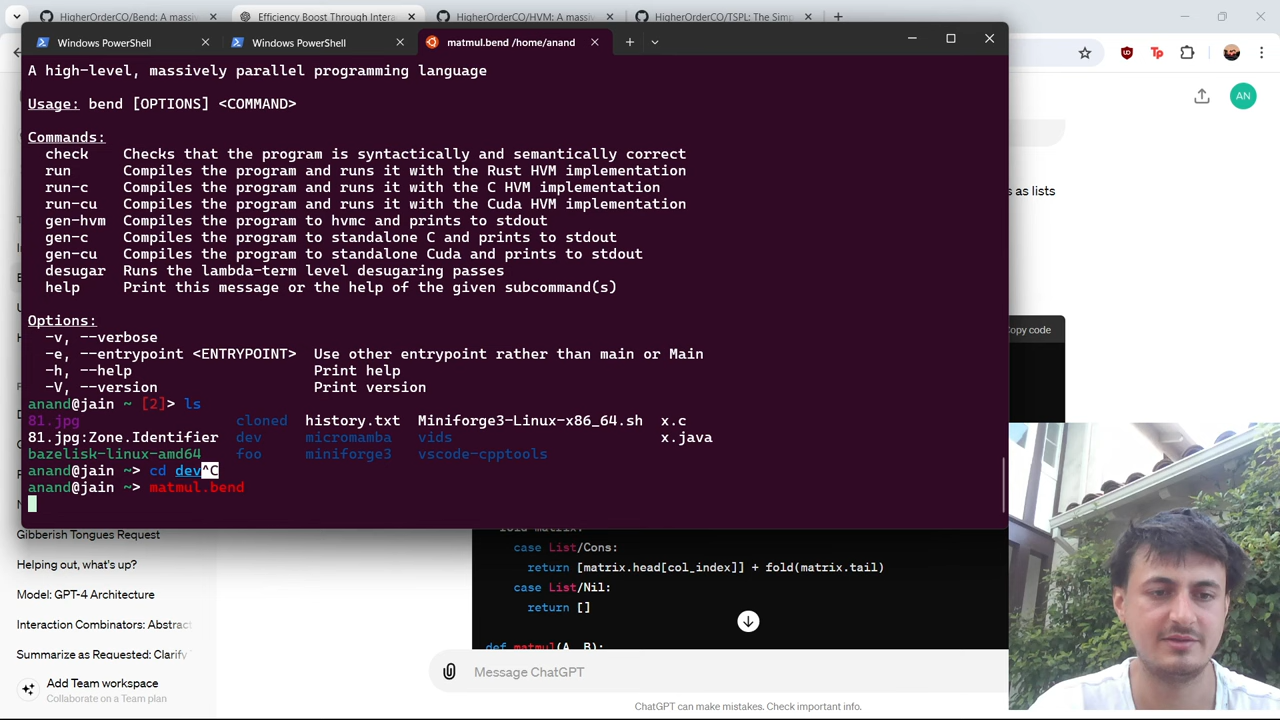 HigherOrderCO/Bend: A massively
Efficiency Boost Through Intera
HigherOrderCO/HVM: A massively
HigherOrderCO/TSPL: The Simp
Windows PowerShell
Windows PowerShell
matmul.bend /home/anand
A high-level, massively parallel programming language
Usage: bend [OPTIONS] <COMMAND>
Commands:
check Checks that the program is syntactically and semantically correct
run Compiles the program and runs it with the Rust HVM implementation
run-c Compiles the program and runs it with the C HVM implementation
run-cu Compiles the program and runs it with the Cuda HVM implementation
gen-hvm Compiles the program to hvmc and prints to stdout
gen-c Compiles the program to standalone C and prints to stdout
gen-cu Compiles the program to standalone Cuda and prints to stdout
desugar Runs the lambda-term level desugaring passes
help Print this message or the help of the given subcommand(s)
Options:
-v, --verbose
-e, --entrypoint <ENTRYPOINT> Use other entrypoint rather than main or Main
-h, --help Print help
-V, --version Print version
anand@jain ~ [2]> ls
81.jpg cloned history.txt Miniforge3-Linux-x86_64.sh x.c
81.jpg:Zone.Identifier dev micromamba vids x.java
bazelisk-linux-amd64 foo miniforge3 vscode-cpptools
anand@jain ~> cd dev^C
anand@jain ~> matmul.bend
AN
s as lists
opy code
Gibberish Tongues Request
Helping out, what's up?
Model: GPT-4 Architecture
Interaction Combinators: Abstract
Summarize as Requested: Clarify
Add Team workspace
Collaborate on a Team plan
fold matrix:
case List/Cons:
return [matrix.head[col_index]] + fold(matrix.tail)
case List/Nil:
return []
def matmul(A, B):
Message ChatGPT
ChatGPT can make mistakes. Check important info.